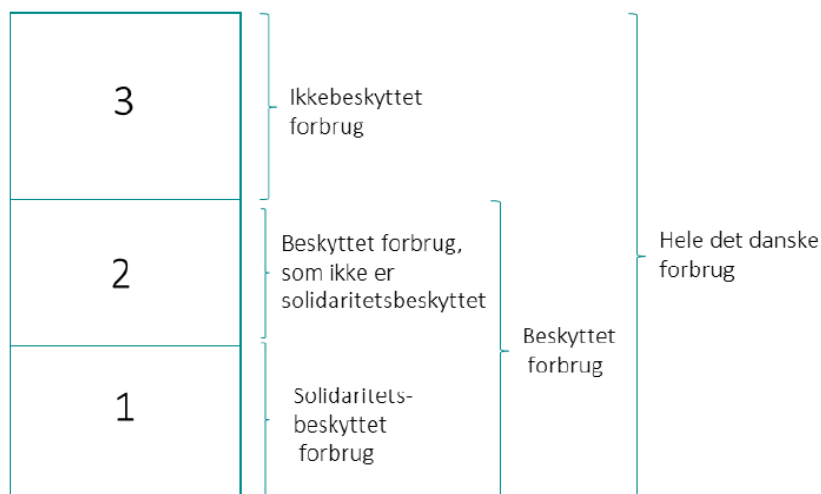 3
Ikkebeskyttet
forbrug
2
Beskyttet forbrug,
som ikke er
solidaritetsbeskyttet
1
Solidaritets-
beskyttet
forbrug
Beskyttet
forbrug
Hele det danske
forbrug